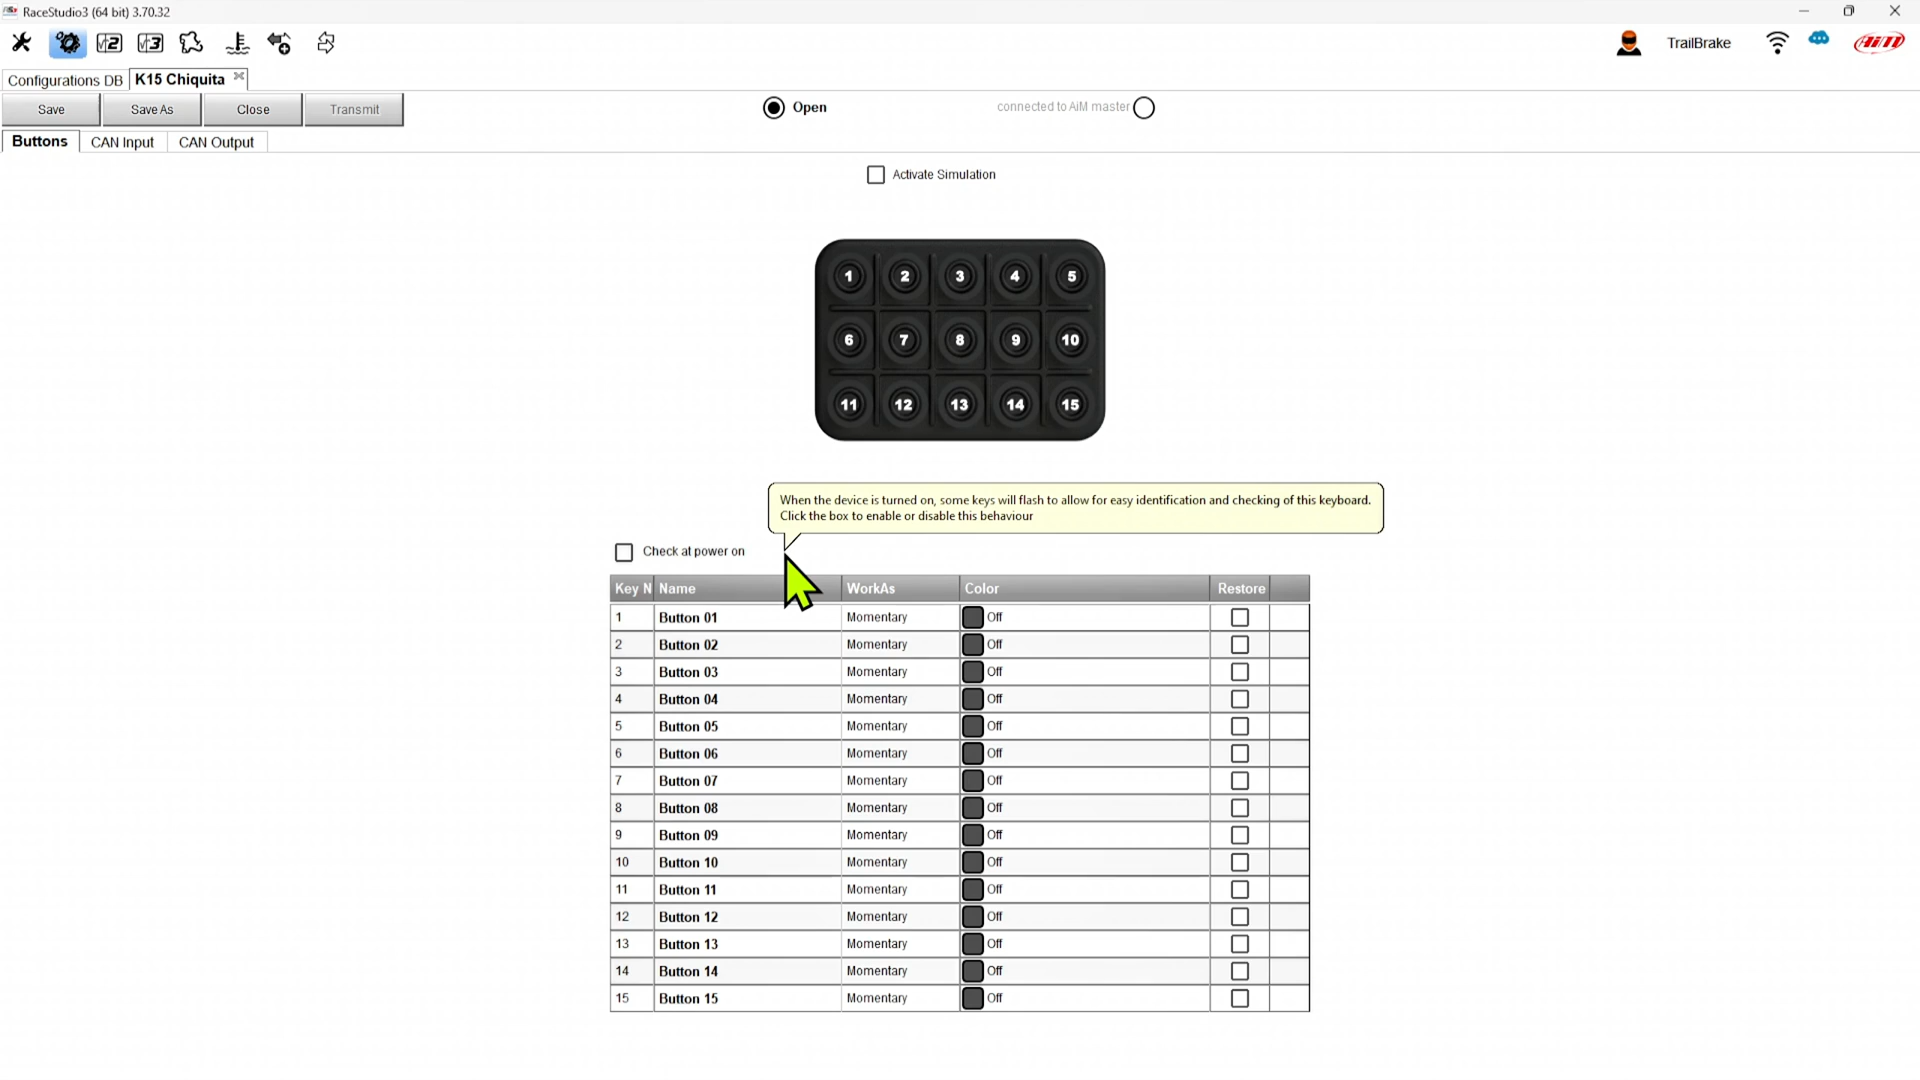 RaceStudio3 (64 bit) 3.70.32
TrailBrake
AiM
Configurations DB
K15 Chiquita
Save
Save As
Close
Transmit
Open
connected to AiM master
Buttons
CAN Input
CAN Output
Activate Simulation
1 2 3 4 5
6 7 8 9 10
11 12 13 14 15
When the device is turned on, some keys will flash to allow for easy identification and checking of this keyboard.
Click the box to enable or disable this behaviour
Check at power on
Key N Name WorkAs Color Restore
1 Button 01 Momentary Off
2 Button 02 Momentary Off
3 Button 03 Momentary Off
4 Button 04 Momentary Off
5 Button 05 Momentary Off
6 Button 06 Momentary Off
7 Button 07 Momentary Off
8 Button 08 Momentary Off
9 Button 09 Momentary Off
10 Button 10 Momentary Off
11 Button 11 Momentary Off
12 Button 12 Momentary Off
13 Button 13 Momentary Off
14 Button 14 Momentary Off
15 Button 15 Momentary Off